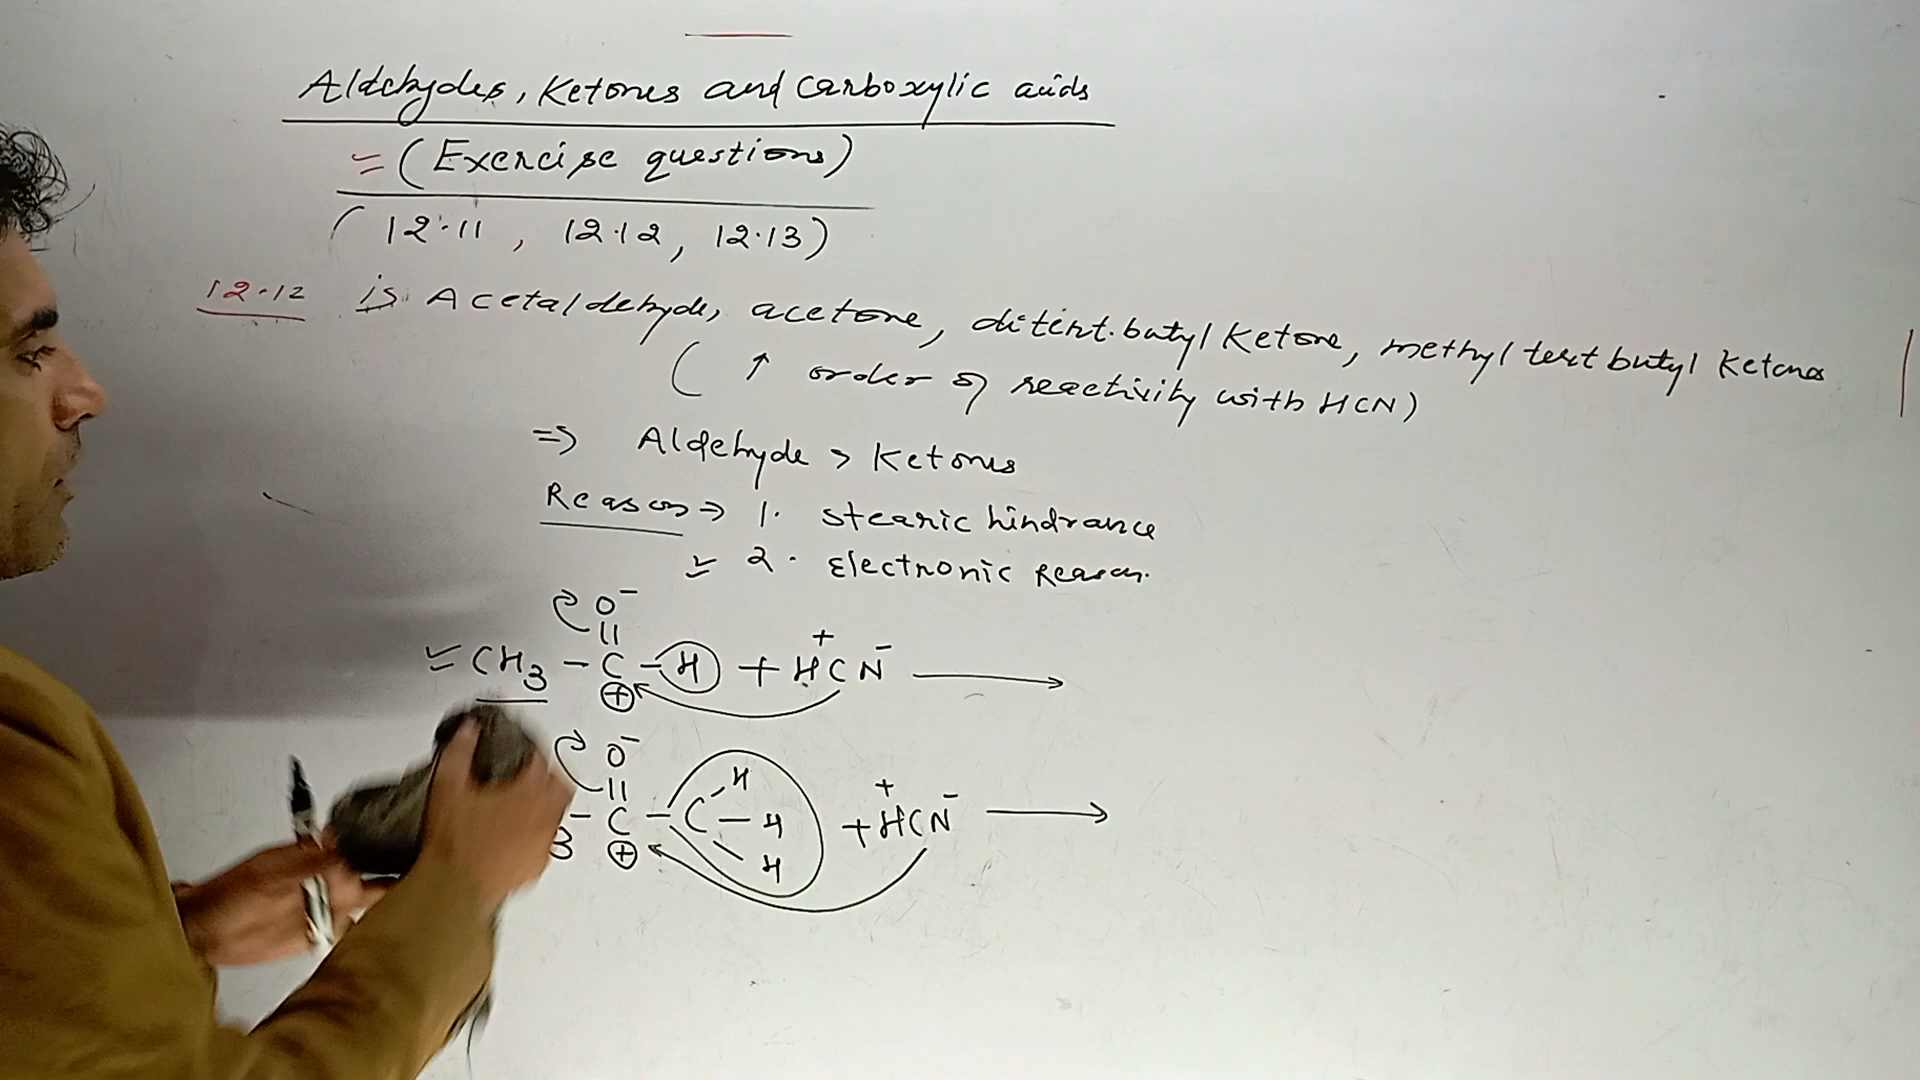 Aldehydes, Ketones and carboxylic acids
= (Exercise questions)
( 12.11 , 12.12, 12.13)
12.12 is Acetaldehyde, acetone, ditert.butyl Ketone, methyl tert butyl Ketones
( ↑ order of reactivity with HCN)
=> Aldehyde > Ketones
Reason => 1. stearic hindrance
2. Electronic Reason.
O-
||
CH3 - C - H + H+CN- →
+
O-
|| H
3 - C - C - H + H+CN- →
+ H